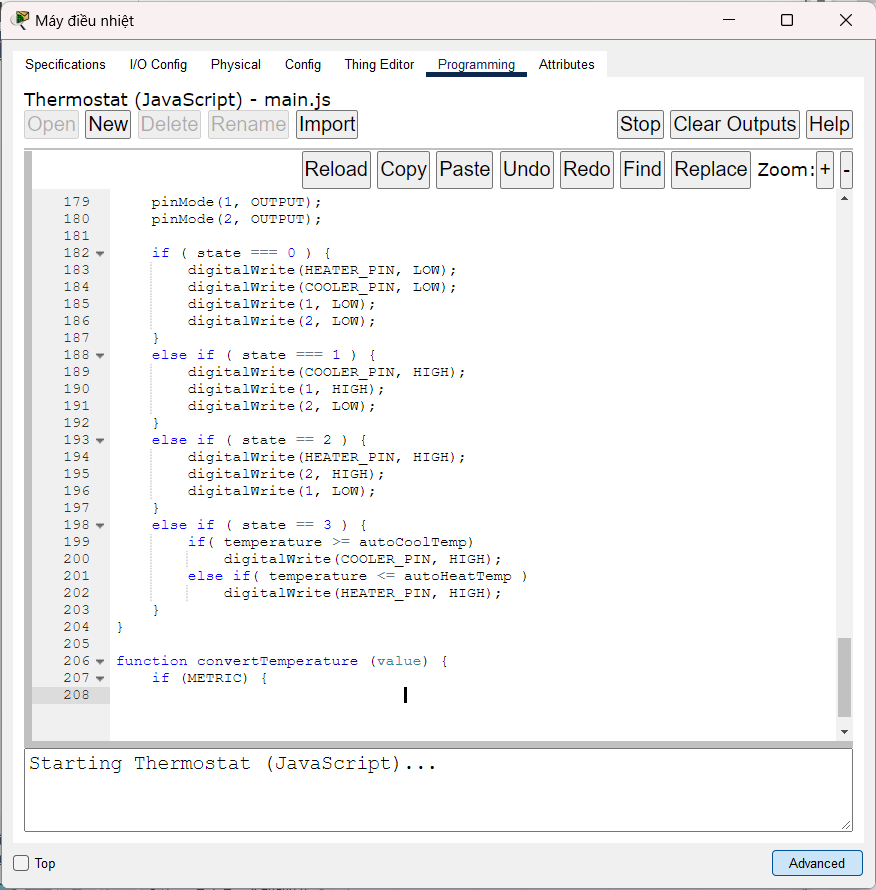 Máy điều nhiệt
Specifications I/O Config Physical Config Thing Editor Programming Attributes
Thermostat (JavaScript) - main.js
Open New Delete Rename Import Stop Clear Outputs Help
Reload Copy Paste Undo Redo Find Replace Zoom: + -
179 pinMode(1, OUTPUT);
180 pinMode(2, OUTPUT);
181
182 if ( state === 0 ) {
183 digitalWrite(HEATER_PIN, LOW);
184 digitalWrite(COOLER_PIN, LOW);
185 digitalWrite(1, LOW);
186 digitalWrite(2, LOW);
187 }
188 else if ( state === 1 ) {
189 digitalWrite(COOLER_PIN, HIGH);
190 digitalWrite(1, HIGH);
191 digitalWrite(2, LOW);
192 }
193 else if ( state == 2 ) {
194 digitalWrite(HEATER_PIN, HIGH);
195 digitalWrite(2, HIGH);
196 digitalWrite(1, LOW);
197 }
198 else if ( state == 3 ) {
199 if( temperature >= autoCoolTemp)
200 digitalWrite(COOLER_PIN, HIGH);
201 else if( temperature <= autoHeatTemp )
202 digitalWrite(HEATER_PIN, HIGH);
203 }
204 }
205
206 function convertTemperature (value) {
207 if (METRIC) {
208
Starting Thermostat (JavaScript)...
Top Advanced